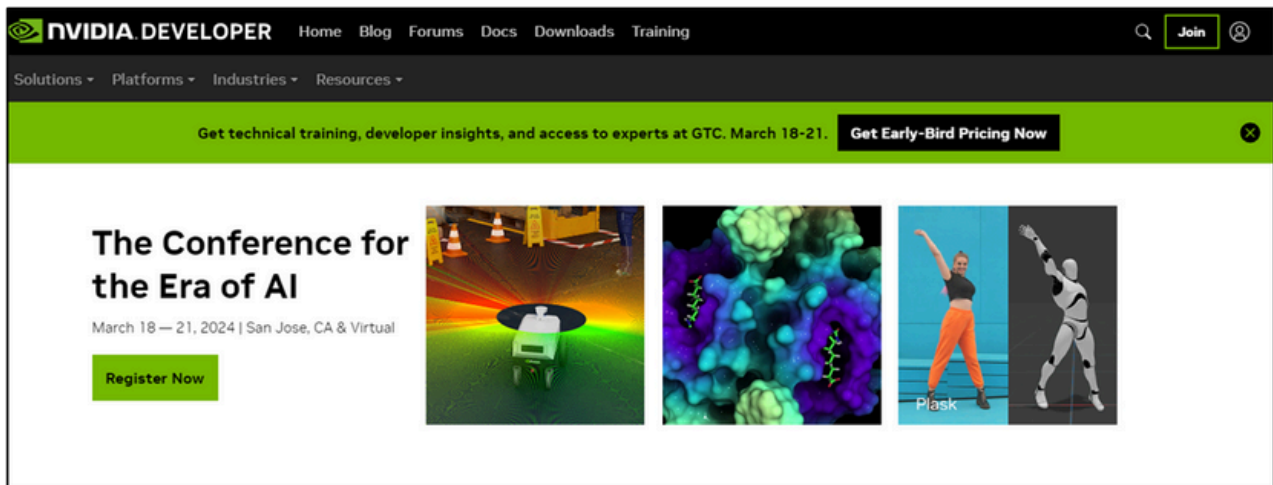 NVIDIA.DEVELOPER Home Blog Forums Docs Downloads Training Join
Solutions Platforms Industries Resources
Get technical training, developer insights, and access to experts at GTC. March 18-21. Get Early-Bird Pricing Now
The Conference for
the Era of AI
March 18 — 21, 2024 | San Jose, CA & Virtual
Register Now
Plask